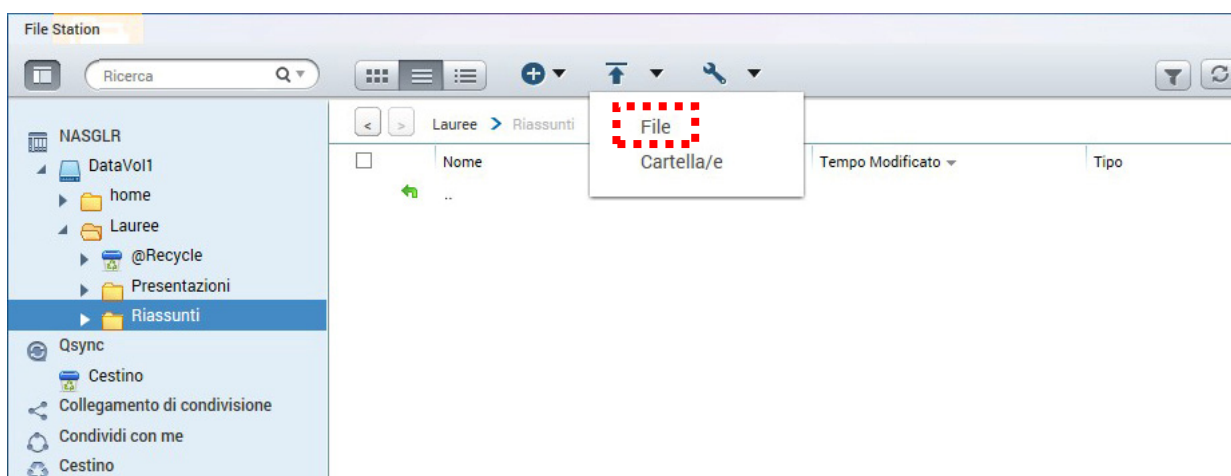 File Station
Ricerca
NASGLR
DataVol1
home
Lauree
@Recycle
Presentazioni
Riassunti
Qsync
Cestino
Collegamento di condivisione
Condividi con me
Cestino
< > Lauree > Riassunti
File
Cartella/e
Nome Tempo Modificato Tipo
..